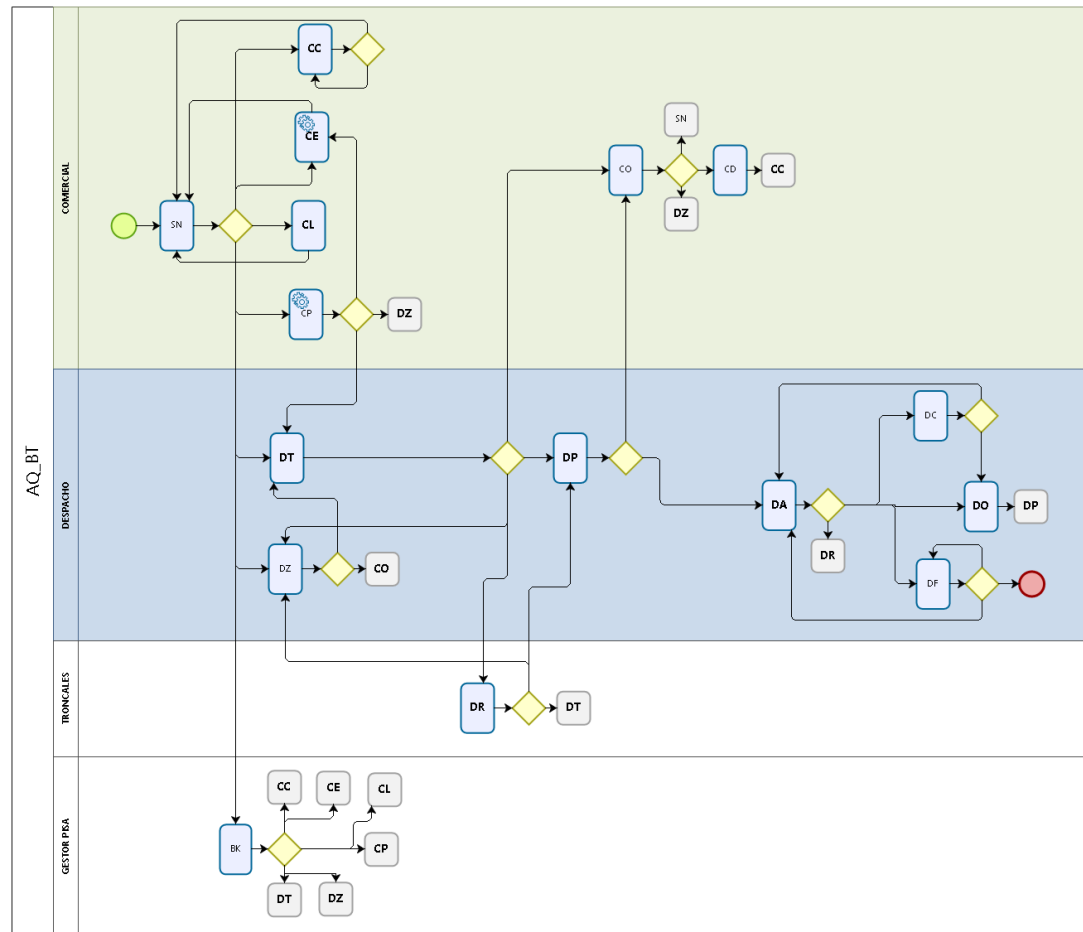 AQ_BT
COMERCIAL
CC
CE
SN
CL
CP
DZ
SN
CO
CD
CC
DZ
DESPACHO
DT
DP
DZ
CO
DC
DA
DO
DP
DR
DF
TRONCALES
DR
DT
GESTOR PISA
CC
CE
CL
BK
CP
DT
DZ